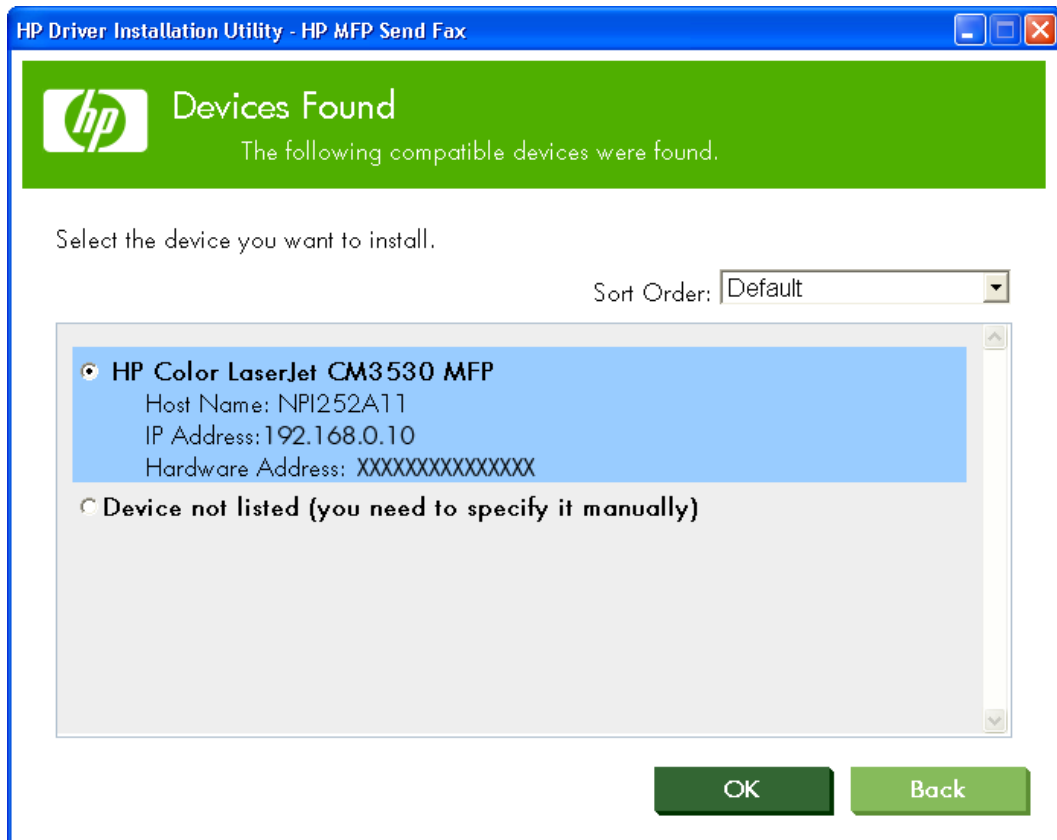 HP Driver Installation Utility - HP MFP Send Fax
hp
Devices Found
The following compatible devices were found.
Select the device you want to install.
Sort Order: Default
HP Color LaserJet CM3530 MFP
Host Name: NPI252A11
IP Address: 192.168.0.10
Hardware Address: XXXXXXXXXXXXXXX
Device not listed (you need to specify it manually)
OK Back